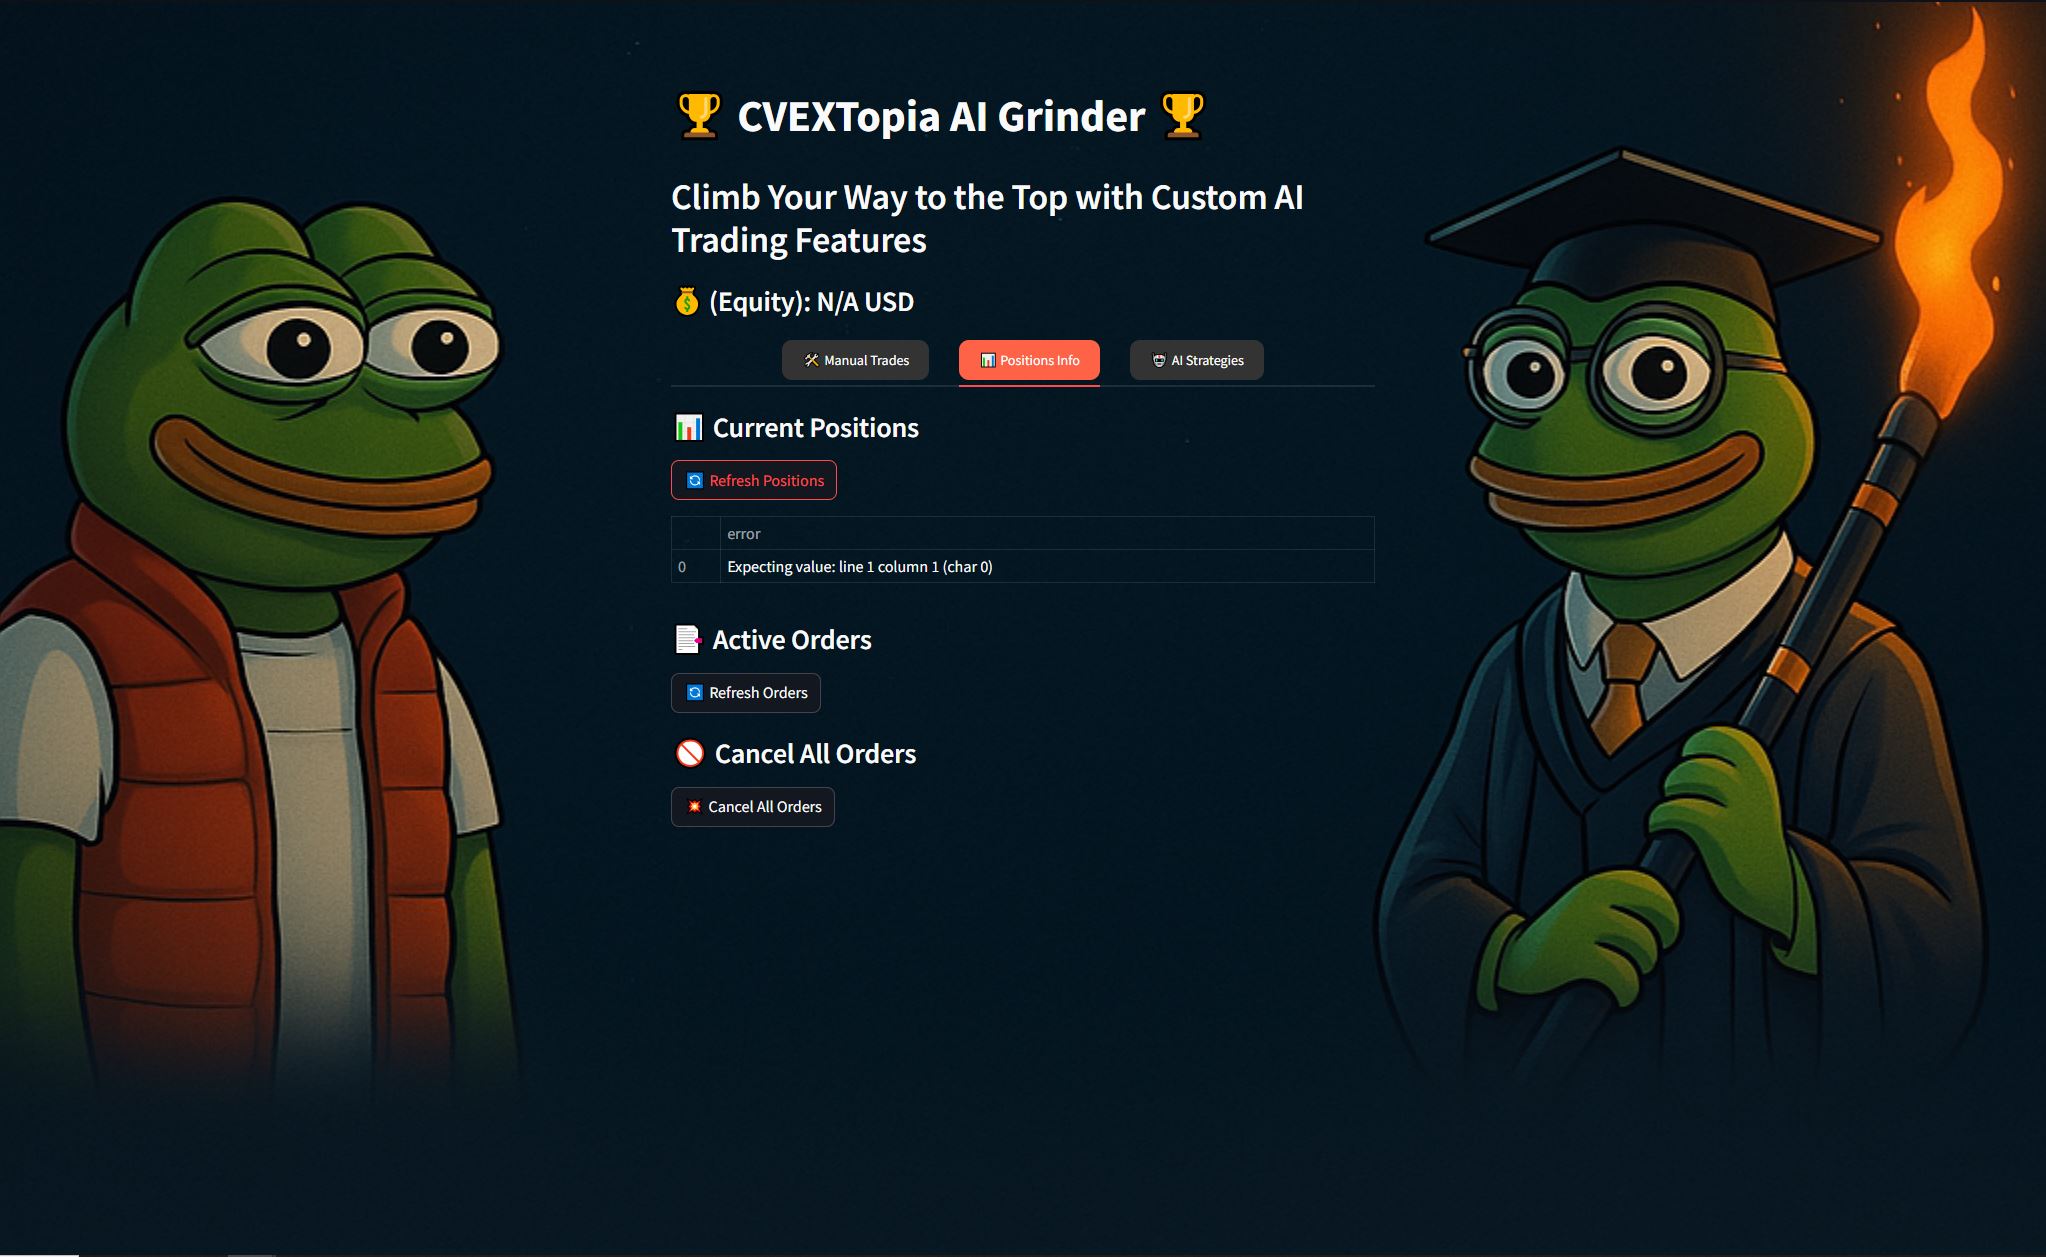 🏆 CVEXTopia AI Grinder 🏆
Climb Your Way to the Top with Custom AI
Trading Features
💰 (Equity): N/A USD
🛠 Manual Trades
📊 Positions Info
🤖 AI Strategies
📊 Current Positions
🔄 Refresh Positions
error
0 Expecting value: line 1 column 1 (char 0)
📑 Active Orders
🔄 Refresh Orders
🚫 Cancel All Orders
💥 Cancel All Orders